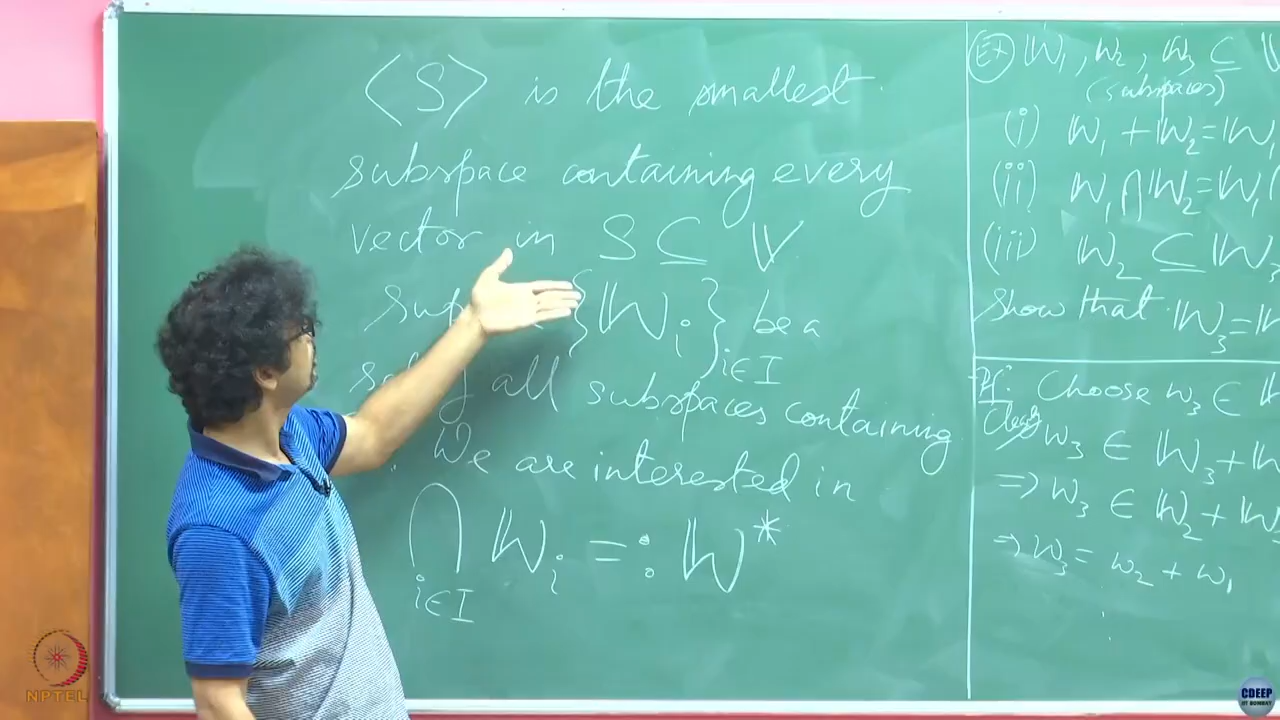 ⟨S⟩ is the smallest
subspace containing every
vector in S ⊆ 𝕍
{𝕎ᵢ}i∈I be a
all subspaces containing
We are interested in
⋂i∈I 𝕎ᵢ =: 𝕎*
Ex 𝕎₁, 𝕎₂, 𝕎₃ ⊆ 𝕍
(subspaces)
(i) 𝕎₁ + 𝕎₂ = 𝕎₁
(ii) 𝕎₁ ⋂ 𝕎₂ = 𝕎₁ ⋂
(iii) 𝕎₂ ⊆ 𝕎₃
Show that 𝕎₃ =
Pf: Choose w₃ ∈
Clearly w₃ ∈ 𝕎₃ +
⇒ w₃ ∈ 𝕎₂ +
⇒ w₃ = w₂ + w₁
NPTEL
CDEEP
IIT BOMBAY